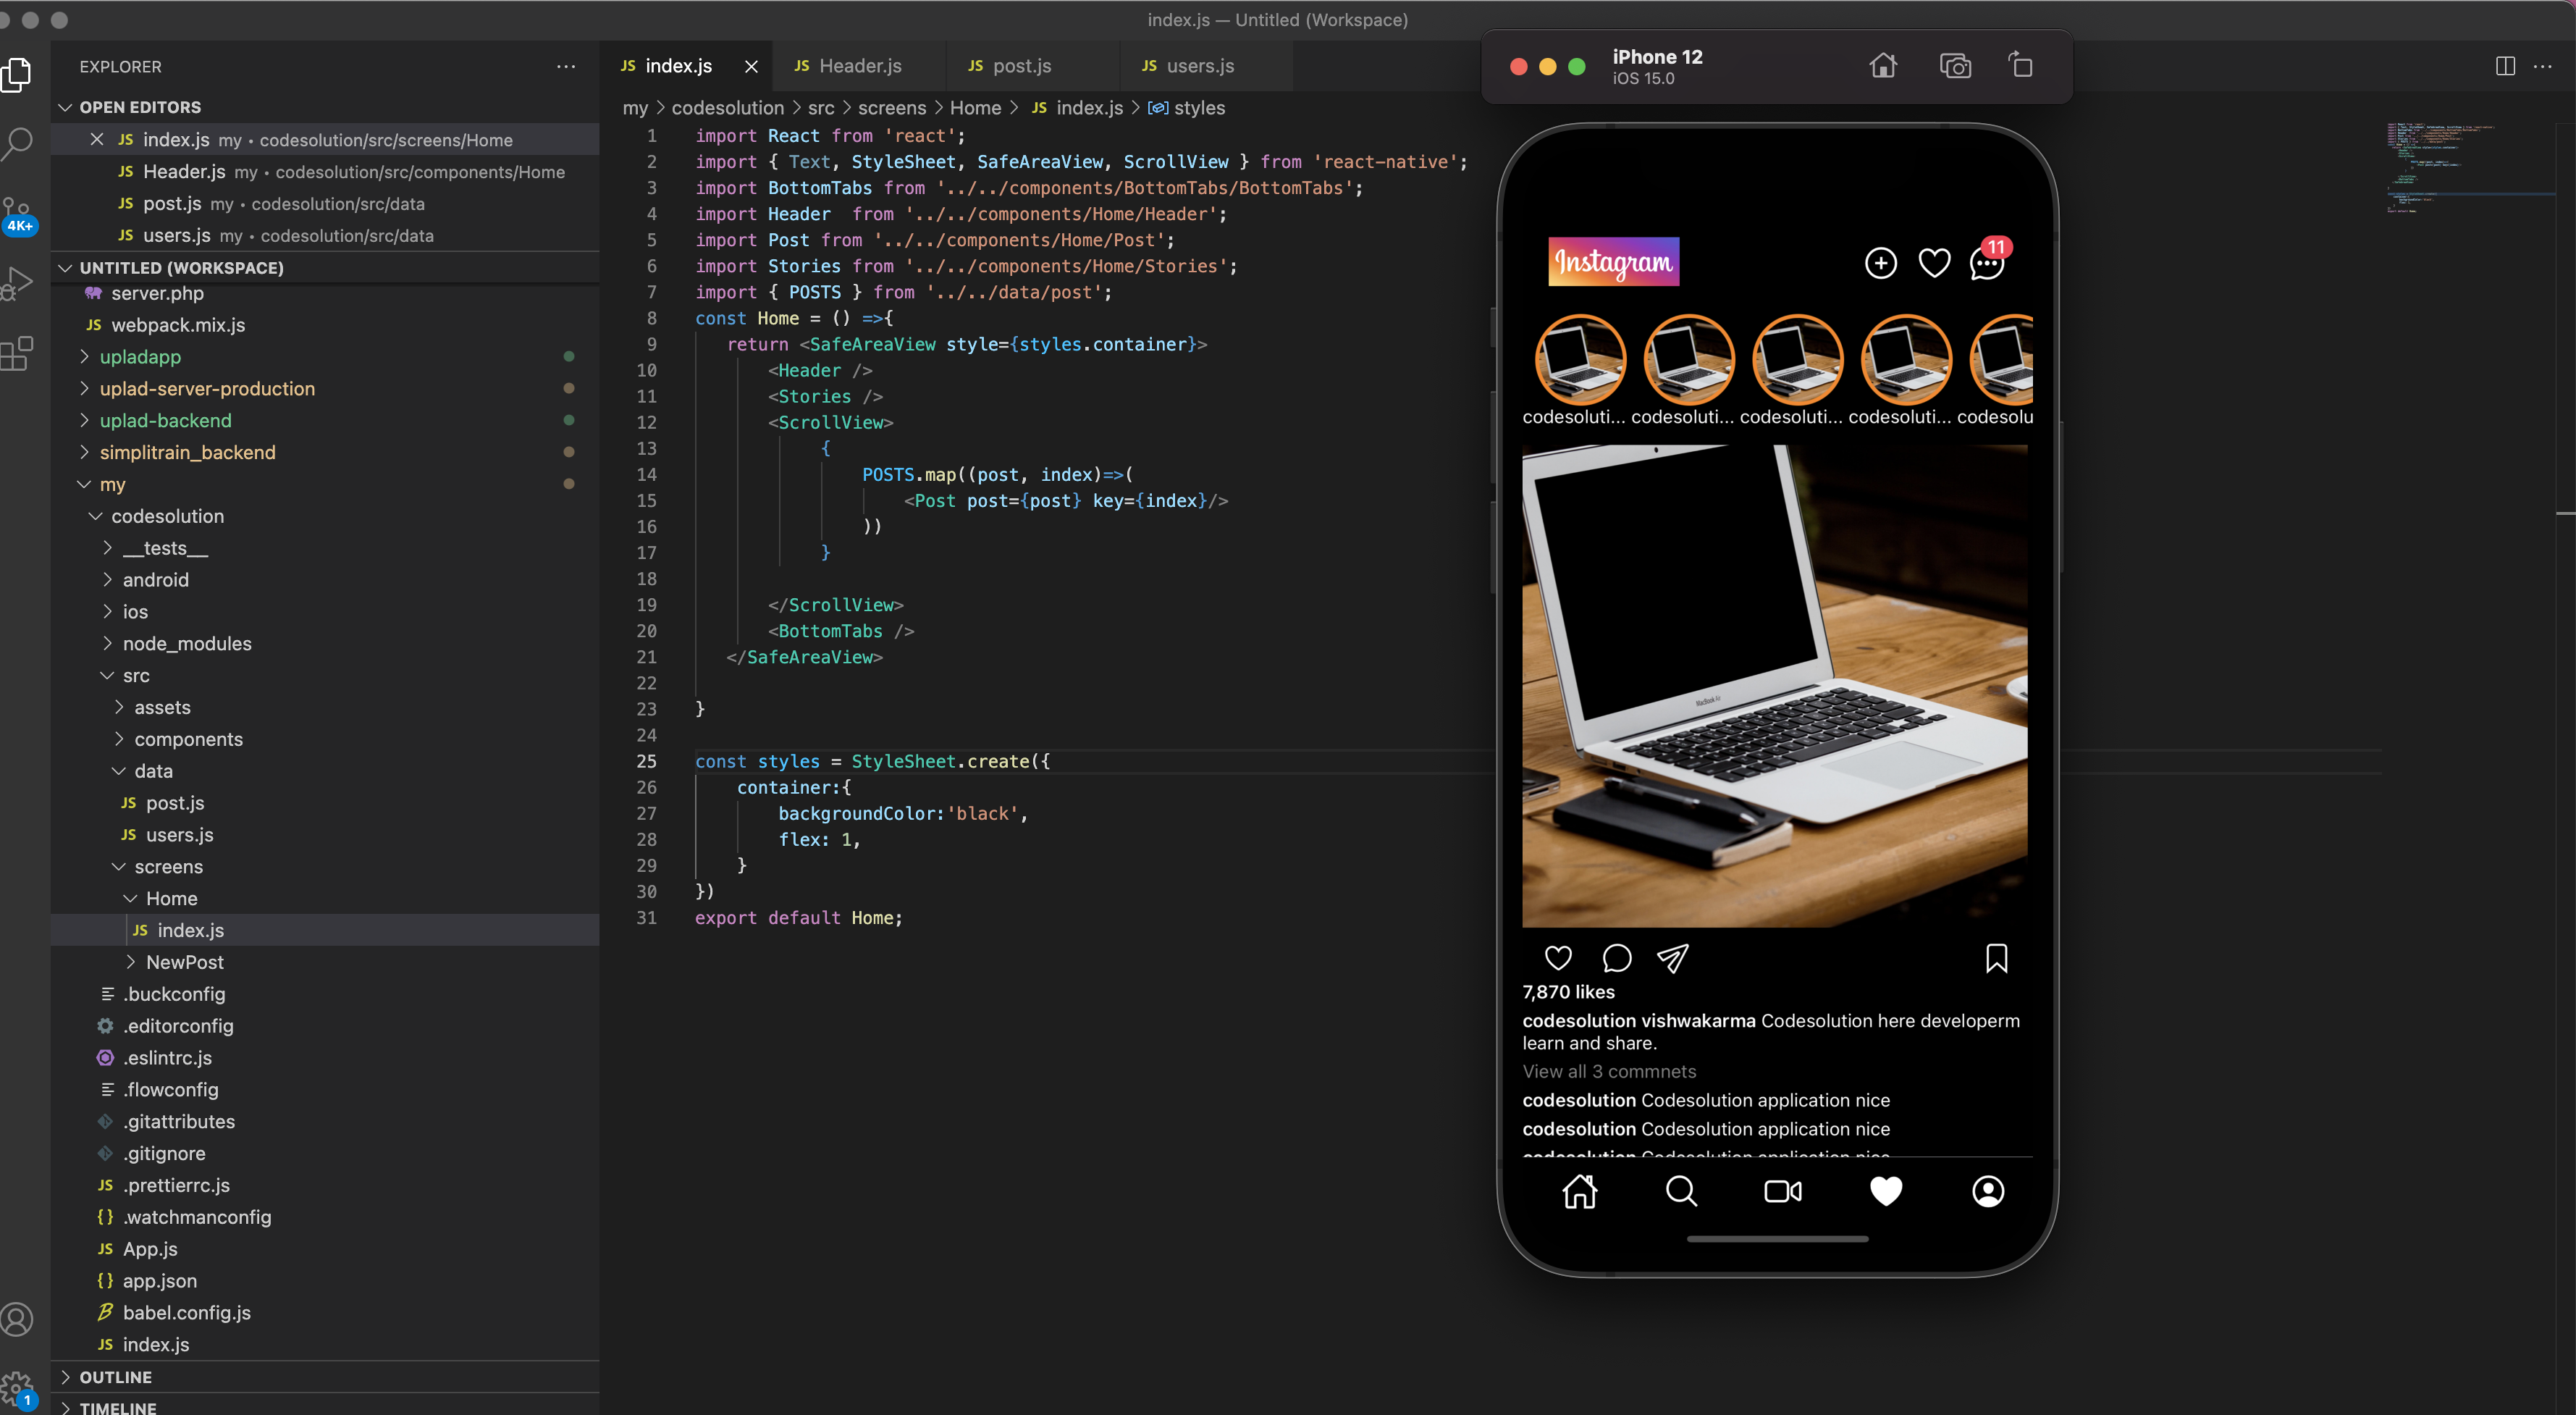 index.js — Untitled (Workspace)
EXPLORER
OPEN EDITORS
JS index.js my • codesolution/src/screens/Home
JS Header.js my • codesolution/src/components/Home
JS post.js my • codesolution/src/data
JS users.js my • codesolution/src/data
UNTITLED (WORKSPACE)
server.php
JS webpack.mix.js
upladapp
uplad-server-production
uplad-backend
simplitrain_backend
my
codesolution
__tests__
android
ios
node_modules
src
assets
components
data
JS post.js
JS users.js
screens
Home
JS index.js
NewPost
.buckconfig
.editorconfig
.eslintrc.js
.flowconfig
.gitattributes
.gitignore
JS .prettierrc.js
{} .watchmanconfig
JS App.js
{} app.json
babel.config.js
JS index.js
OUTLINE
TIMELINE
4K+
1
JS index.js JS Header.js JS post.js JS users.js
my > codesolution > src > screens > Home > JS index.js > styles
1 import React from 'react';
2 import { Text, StyleSheet, SafeAreaView, ScrollView } from 'react-native';
3 import BottomTabs from '../../components/BottomTabs/BottomTabs';
4 import Header  from '../../components/Home/Header';
5 import Post from '../../components/Home/Post';
6 import Stories from '../../components/Home/Stories';
7 import { POSTS } from '../../data/post';
8 const Home = () =>{
9 return <SafeAreaView style={styles.container}>
10 <Header />
11 <Stories />
12 <ScrollView>
13 {
14 POSTS.map((post, index)=>(
15 <Post post={post} key={index}/>
16 ))
17 }
18
19 </ScrollView>
20 <BottomTabs />
21 </SafeAreaView>
22
23 }
24
25 const styles = StyleSheet.create({
26 container:{
27 backgroundColor:'black',
28 flex: 1,
29 }
30 })
31 export default Home;
iPhone 12
iOS 15.0
Instagram
11
codesoluti... codesoluti... codesoluti... codesoluti... codesolu
MacBook Air
7,870 likes
codesolution vishwakarma Codesolution here developerm
learn and share.
View all 3 commnets
codesolution Codesolution application nice
codesolution Codesolution application nice
codesolution Codesolution application nice